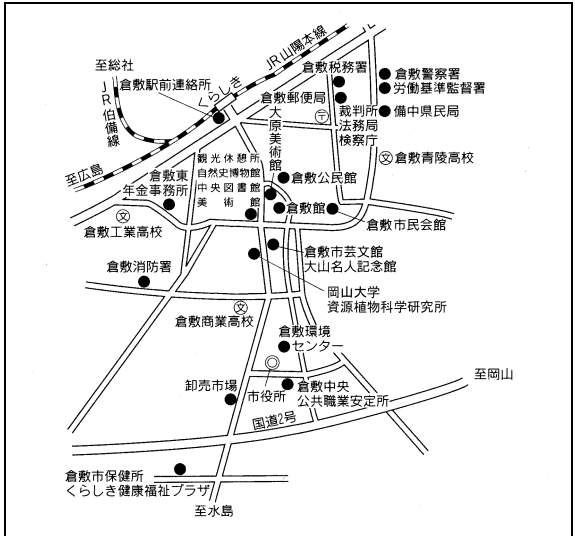 JR山陽本線
至総社
倉敷税務署
倉敷警察署
労働基準監督署
倉敷駅前連絡所
くらしき
JR伯備線
倉敷郵便局
〒
裁判所
法務局
検察庁
備中県民局
大原美術館
文
倉敷青陵高校
至広島
観光休憩所
自然史博物館
中央図書館
美術館
倉敷東
年金事務所
倉敷公民館
倉敷館
倉敷市民会館
文
倉敷工業高校
倉敷市芸文館
大山名人記念館
倉敷消防署
岡山大学
資源植物科学研究所
文
倉敷商業高校
倉敷環境
センター
至岡山
卸売市場
市役所
倉敷中央
公共職業安定所
国道2号
倉敷市保健所
くらしき健康福祉プラザ
至水島